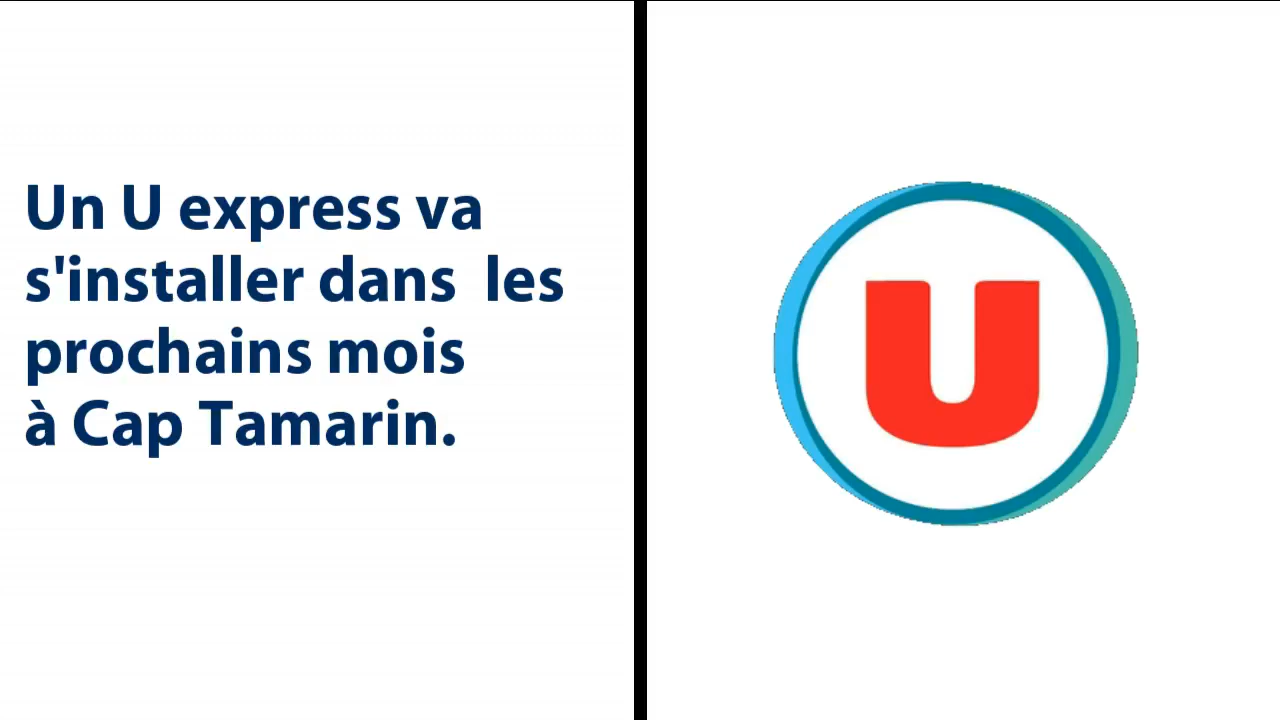 Un U express va
s'installer dans  les
prochains mois
à Cap Tamarin.
U